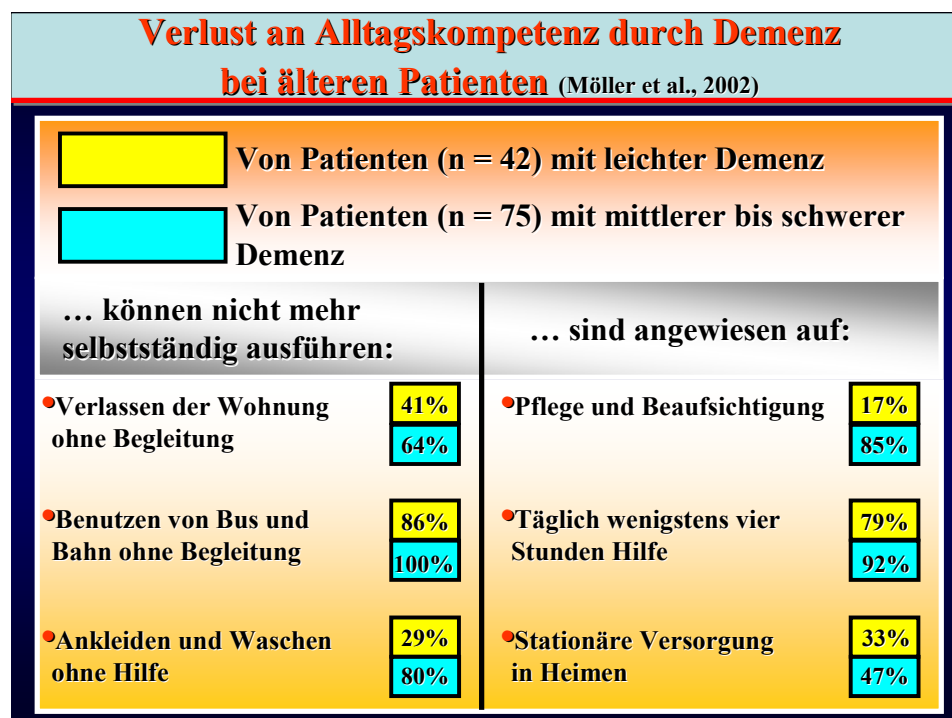 Verlust an Alltagskompetenz durch Demenz
bei älteren Patienten (Möller et al., 2002)
Von Patienten (n = 42) mit leichter Demenz
Von Patienten (n = 75) mit mittlerer bis schwerer
Demenz
… können nicht mehr
selbstständig ausführen:
•Verlassen der Wohnung
ohne Begleitung
41%
64%
•Benutzen von Bus und
Bahn ohne Begleitung
86%
100%
•Ankleiden und Waschen
ohne Hilfe
29%
80%
… sind angewiesen auf:
•Pflege und Beaufsichtigung
17%
85%
•Täglich wenigstens vier
Stunden Hilfe
79%
92%
•Stationäre Versorgung
in Heimen
33%
47%